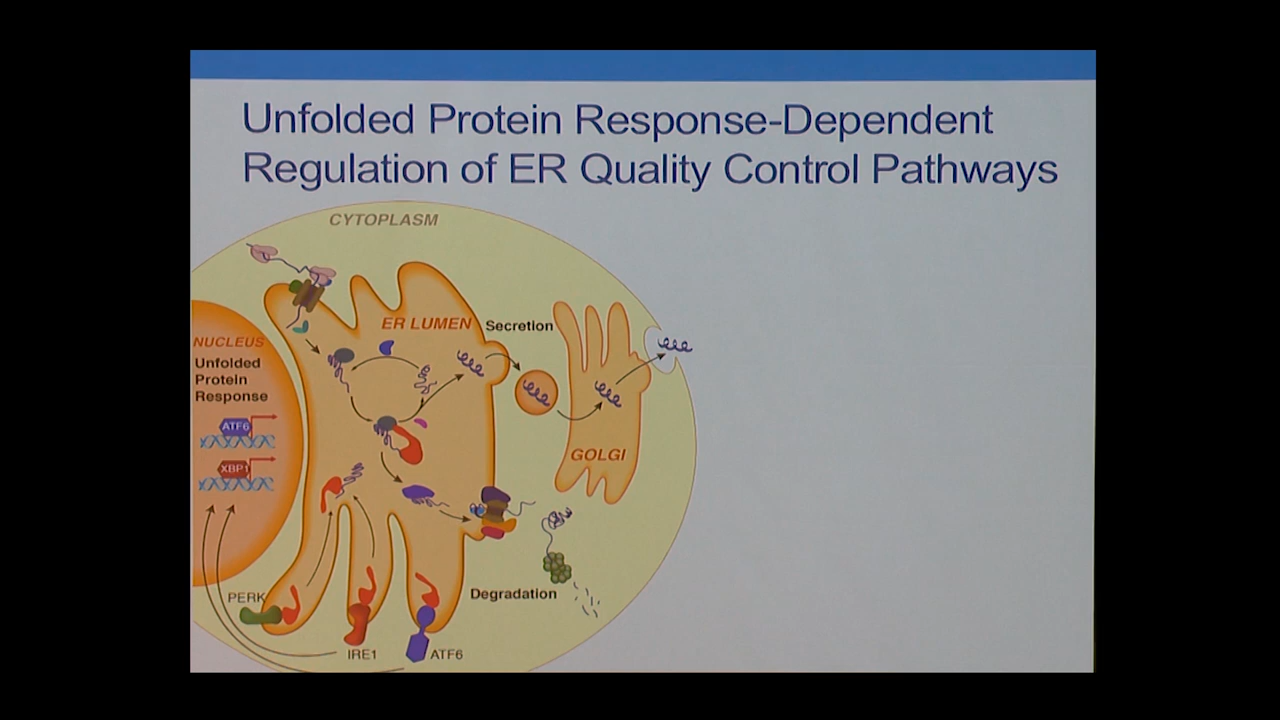 Unfolded Protein Response-Dependent
Regulation of ER Quality Control Pathways
CYTOPLASM
ER LUMEN
Secretion
NUCLEUS
Unfolded
Protein
Response
ATF6
XBP1
GOLGI
Degradation
PERK
IRE1
ATF6